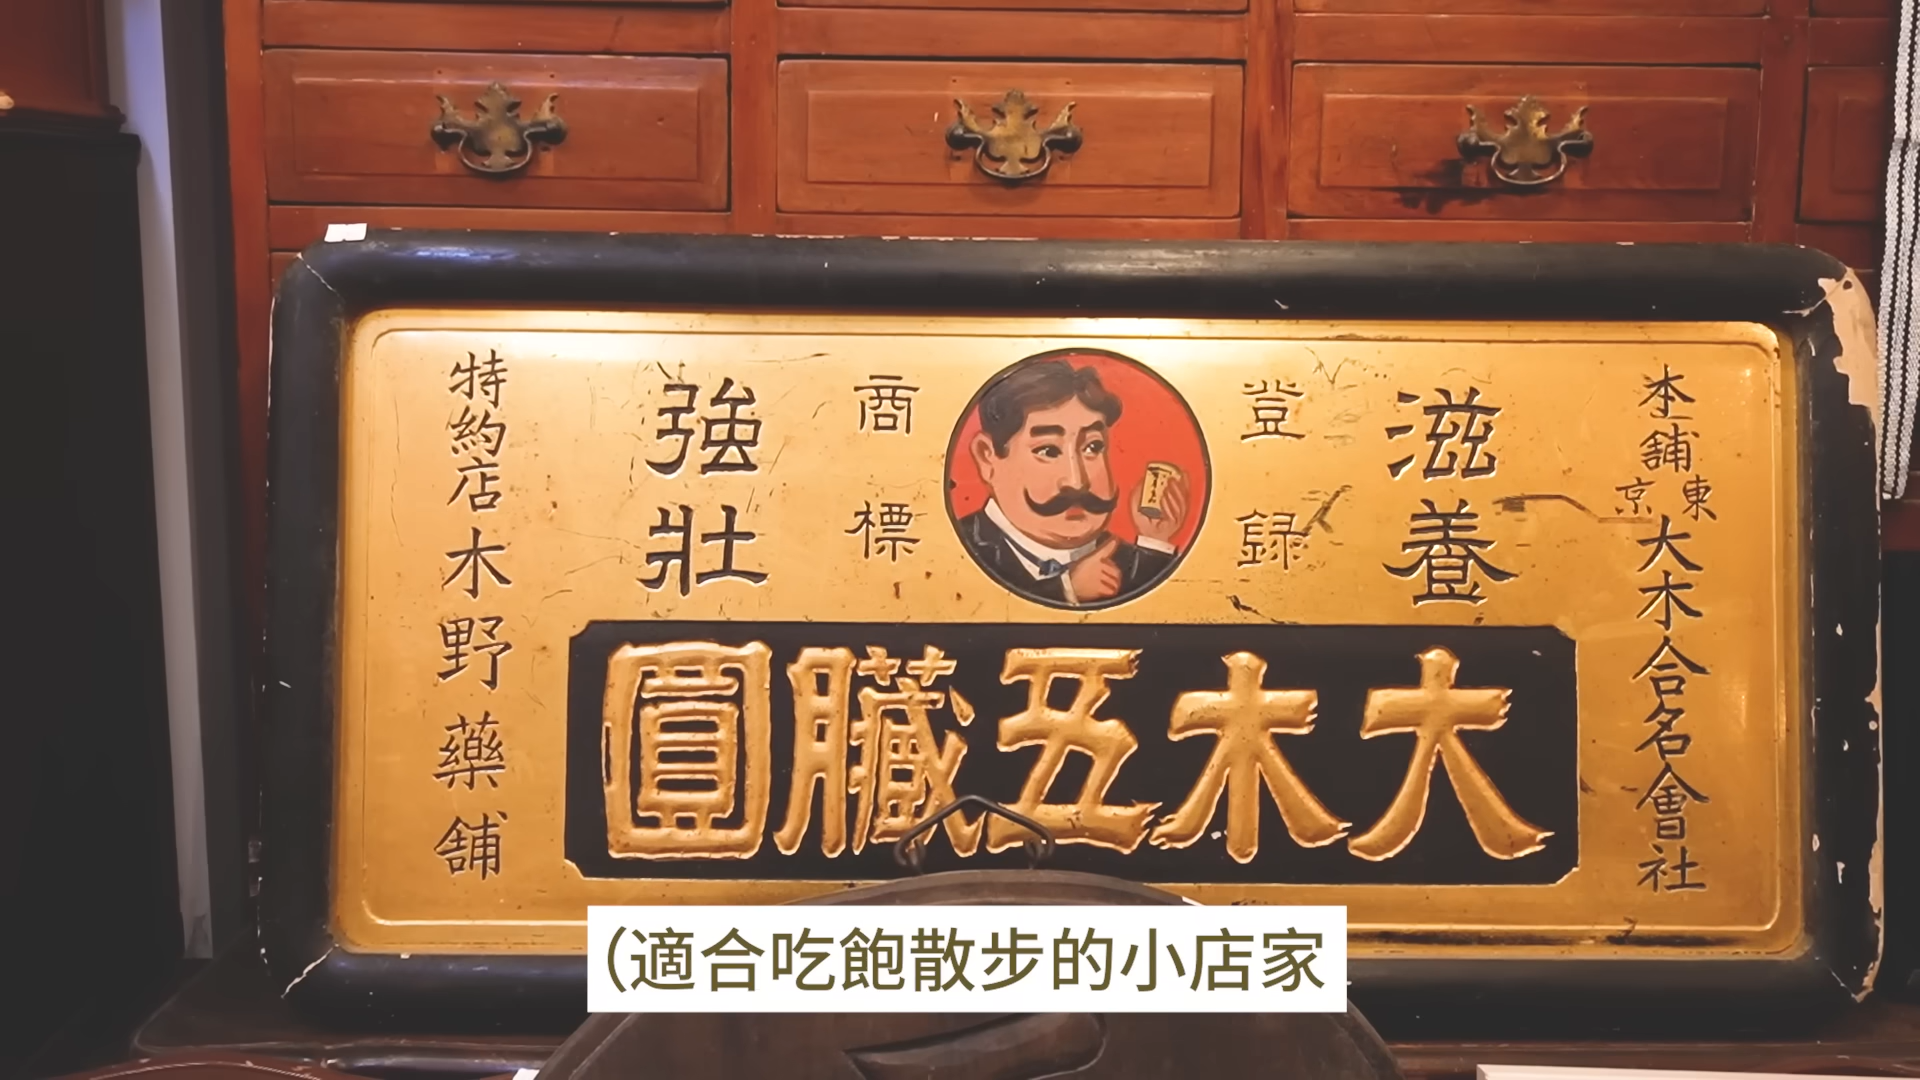 本舖
東京
大木合名會社
滋養
登録
商標
強壯
大木五臟圓
特約店
木野藥舖
(適合吃飽散步的小店家